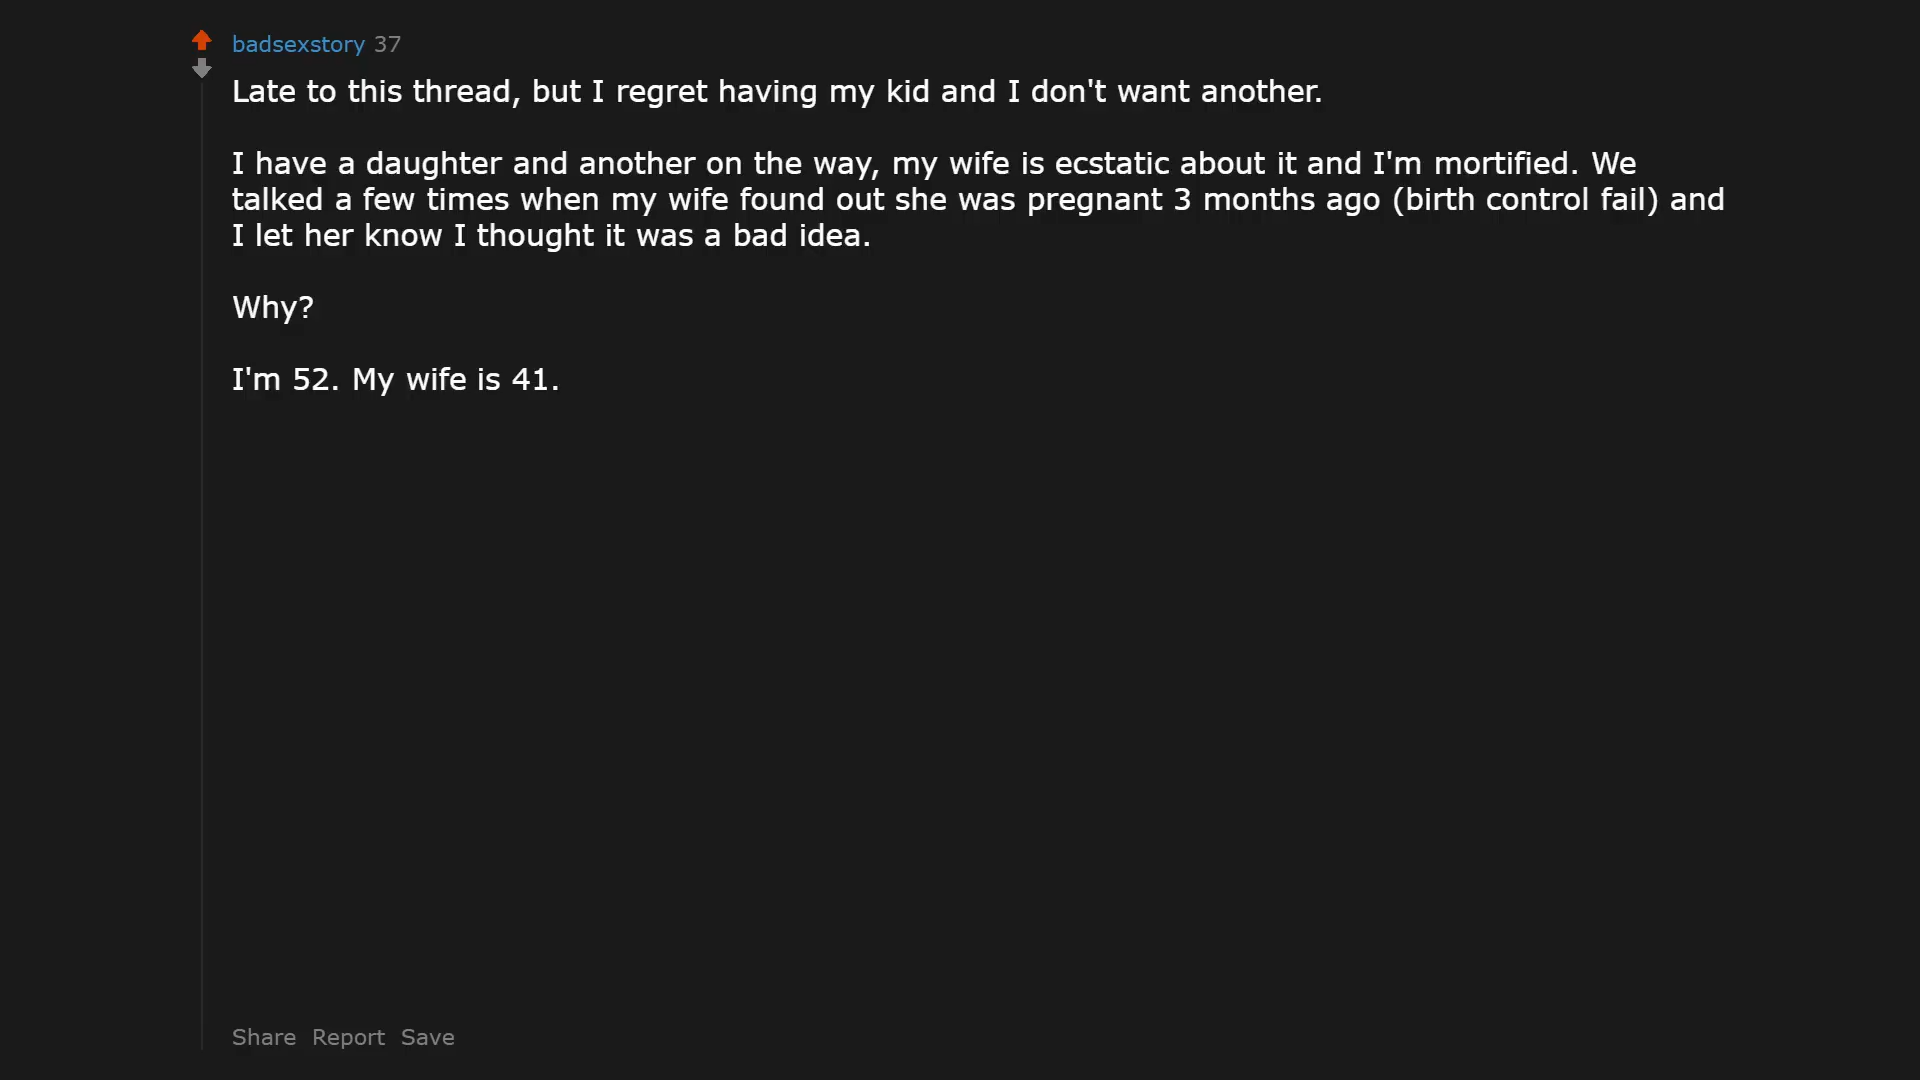 badsexstory 37
Late to this thread, but I regret having my kid and I don't want another.
I have a daughter and another on the way, my wife is ecstatic about it and I'm mortified. We
talked a few times when my wife found out she was pregnant 3 months ago (birth control fail) and
I let her know I thought it was a bad idea.
Why?
I'm 52. My wife is 41.
Share Report Save